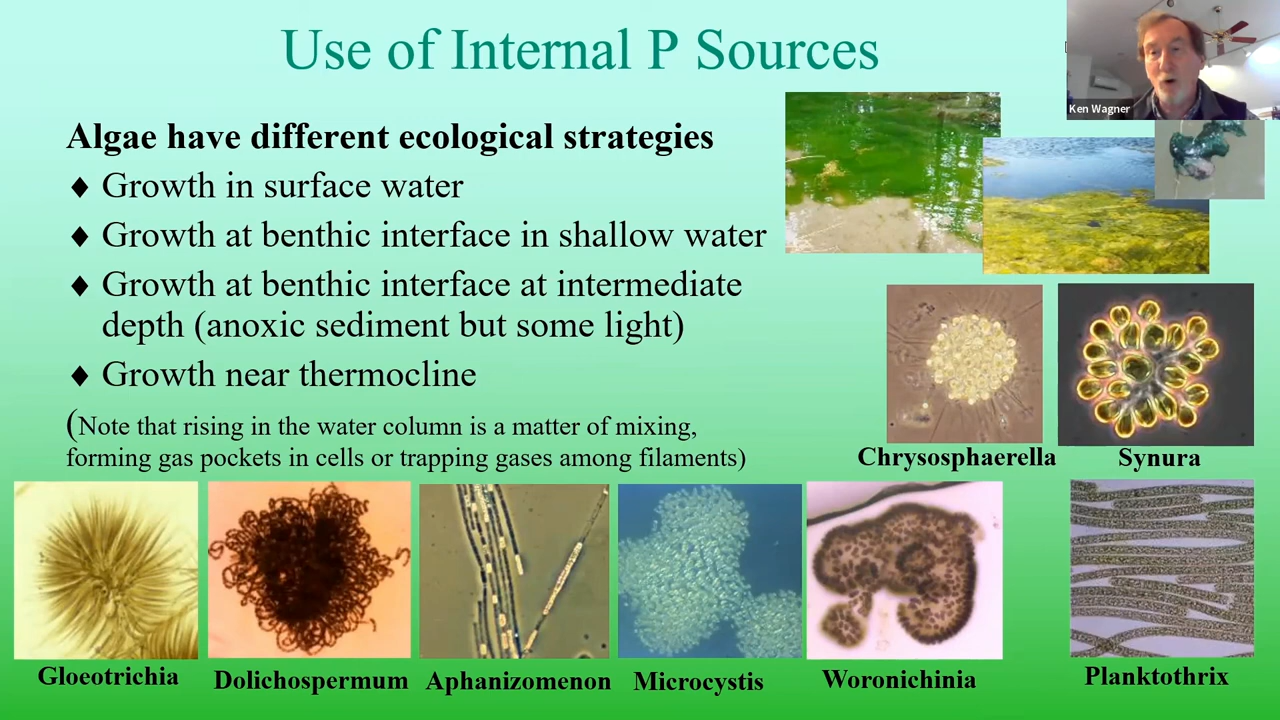 Use of Internal P Sources
Ken Wagner
Algae have different ecological strategies
♦ Growth in surface water
♦ Growth at benthic interface in shallow water
♦ Growth at benthic interface at intermediate
depth (anoxic sediment but some light)
♦ Growth near thermocline
(Note that rising in the water column is a matter of mixing,
forming gas pockets in cells or trapping gases among filaments)
Chrysosphaerella
Synura
Gloeotrichia
Dolichospermum
Aphanizomenon
Microcystis
Woronichinia
Planktothrix